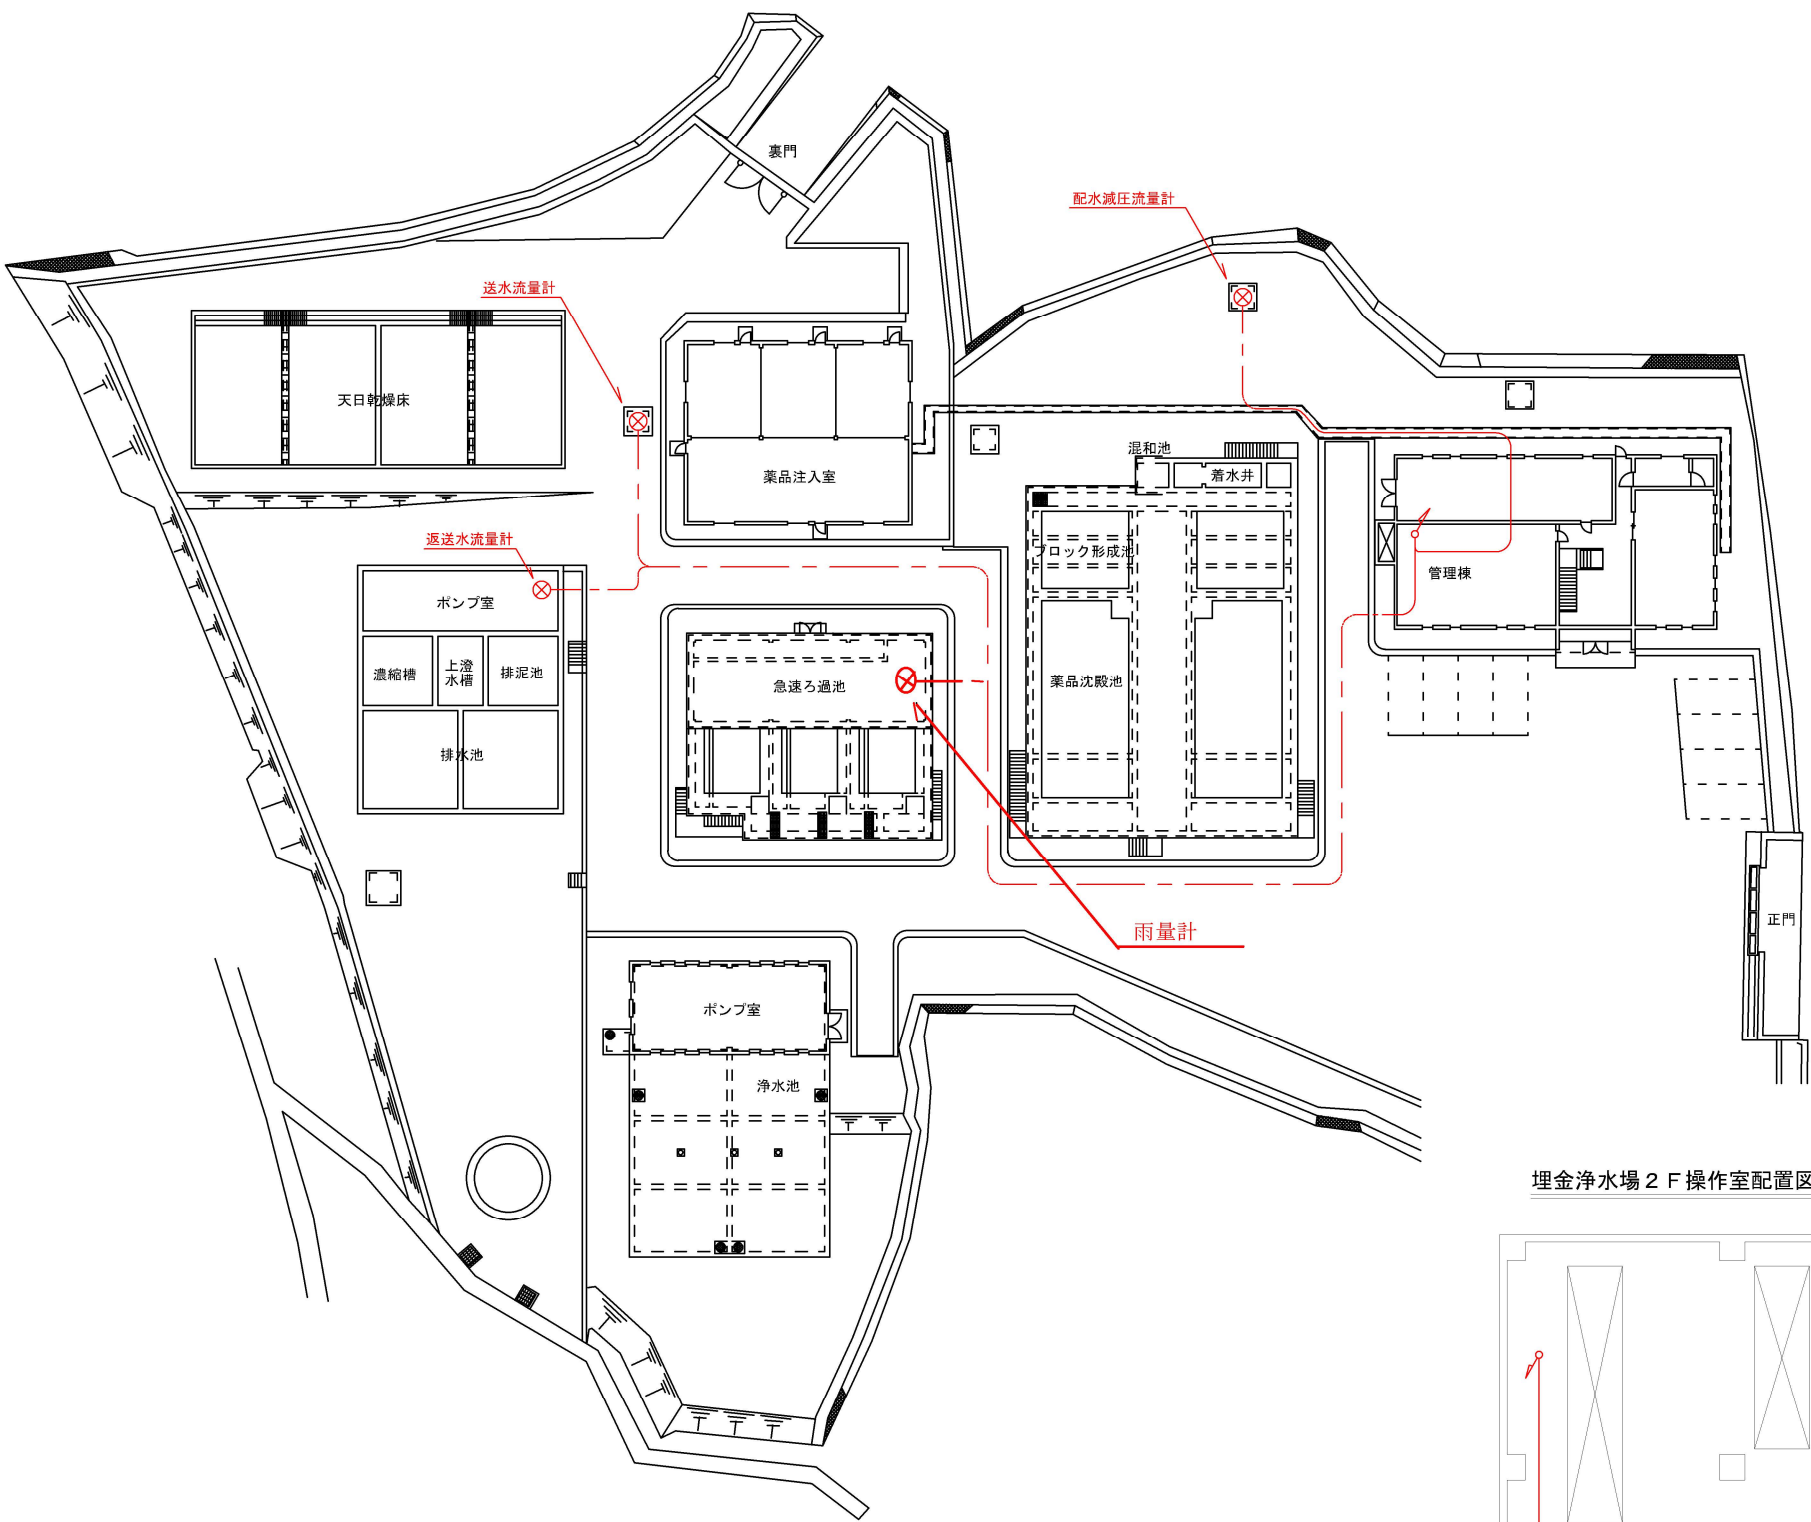 裏門
配水減圧流量計
送水流量計
天日乾燥床
混和池
着水井
薬品注入室
返送水流量計
ブロック形成池
管理棟
ポンプ室
濃縮槽
上澄
水槽
排泥池
急速ろ過池
薬品沈殿池
排水池
正門
雨量計
ポンプ室
浄水池
埋金浄水場2F操作室配置図